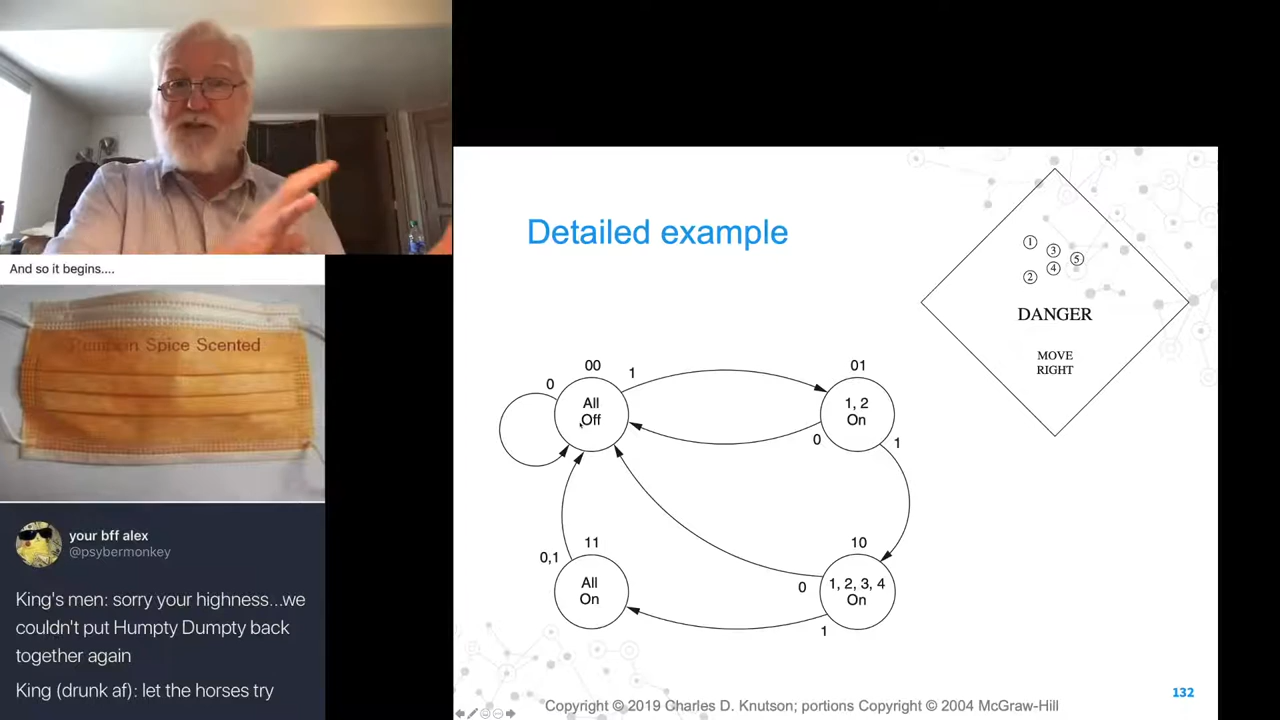 And so it begins....
Pumpkin Spice Scented
your bff alex
@psybermonkey
King's men: sorry your highness...we
couldn't put Humpty Dumpty back
together again
King (drunk af): let the horses try
Detailed example
1
3
5
4
2
DANGER
MOVE
RIGHT
00
01
0
1
All
Off
1, 2
On
0
1
11
10
0,1
All
On
0
1, 2, 3, 4
On
1
132
Copyright © 2019 Charles D. Knutson; portions Copyright © 2004 McGraw-Hill